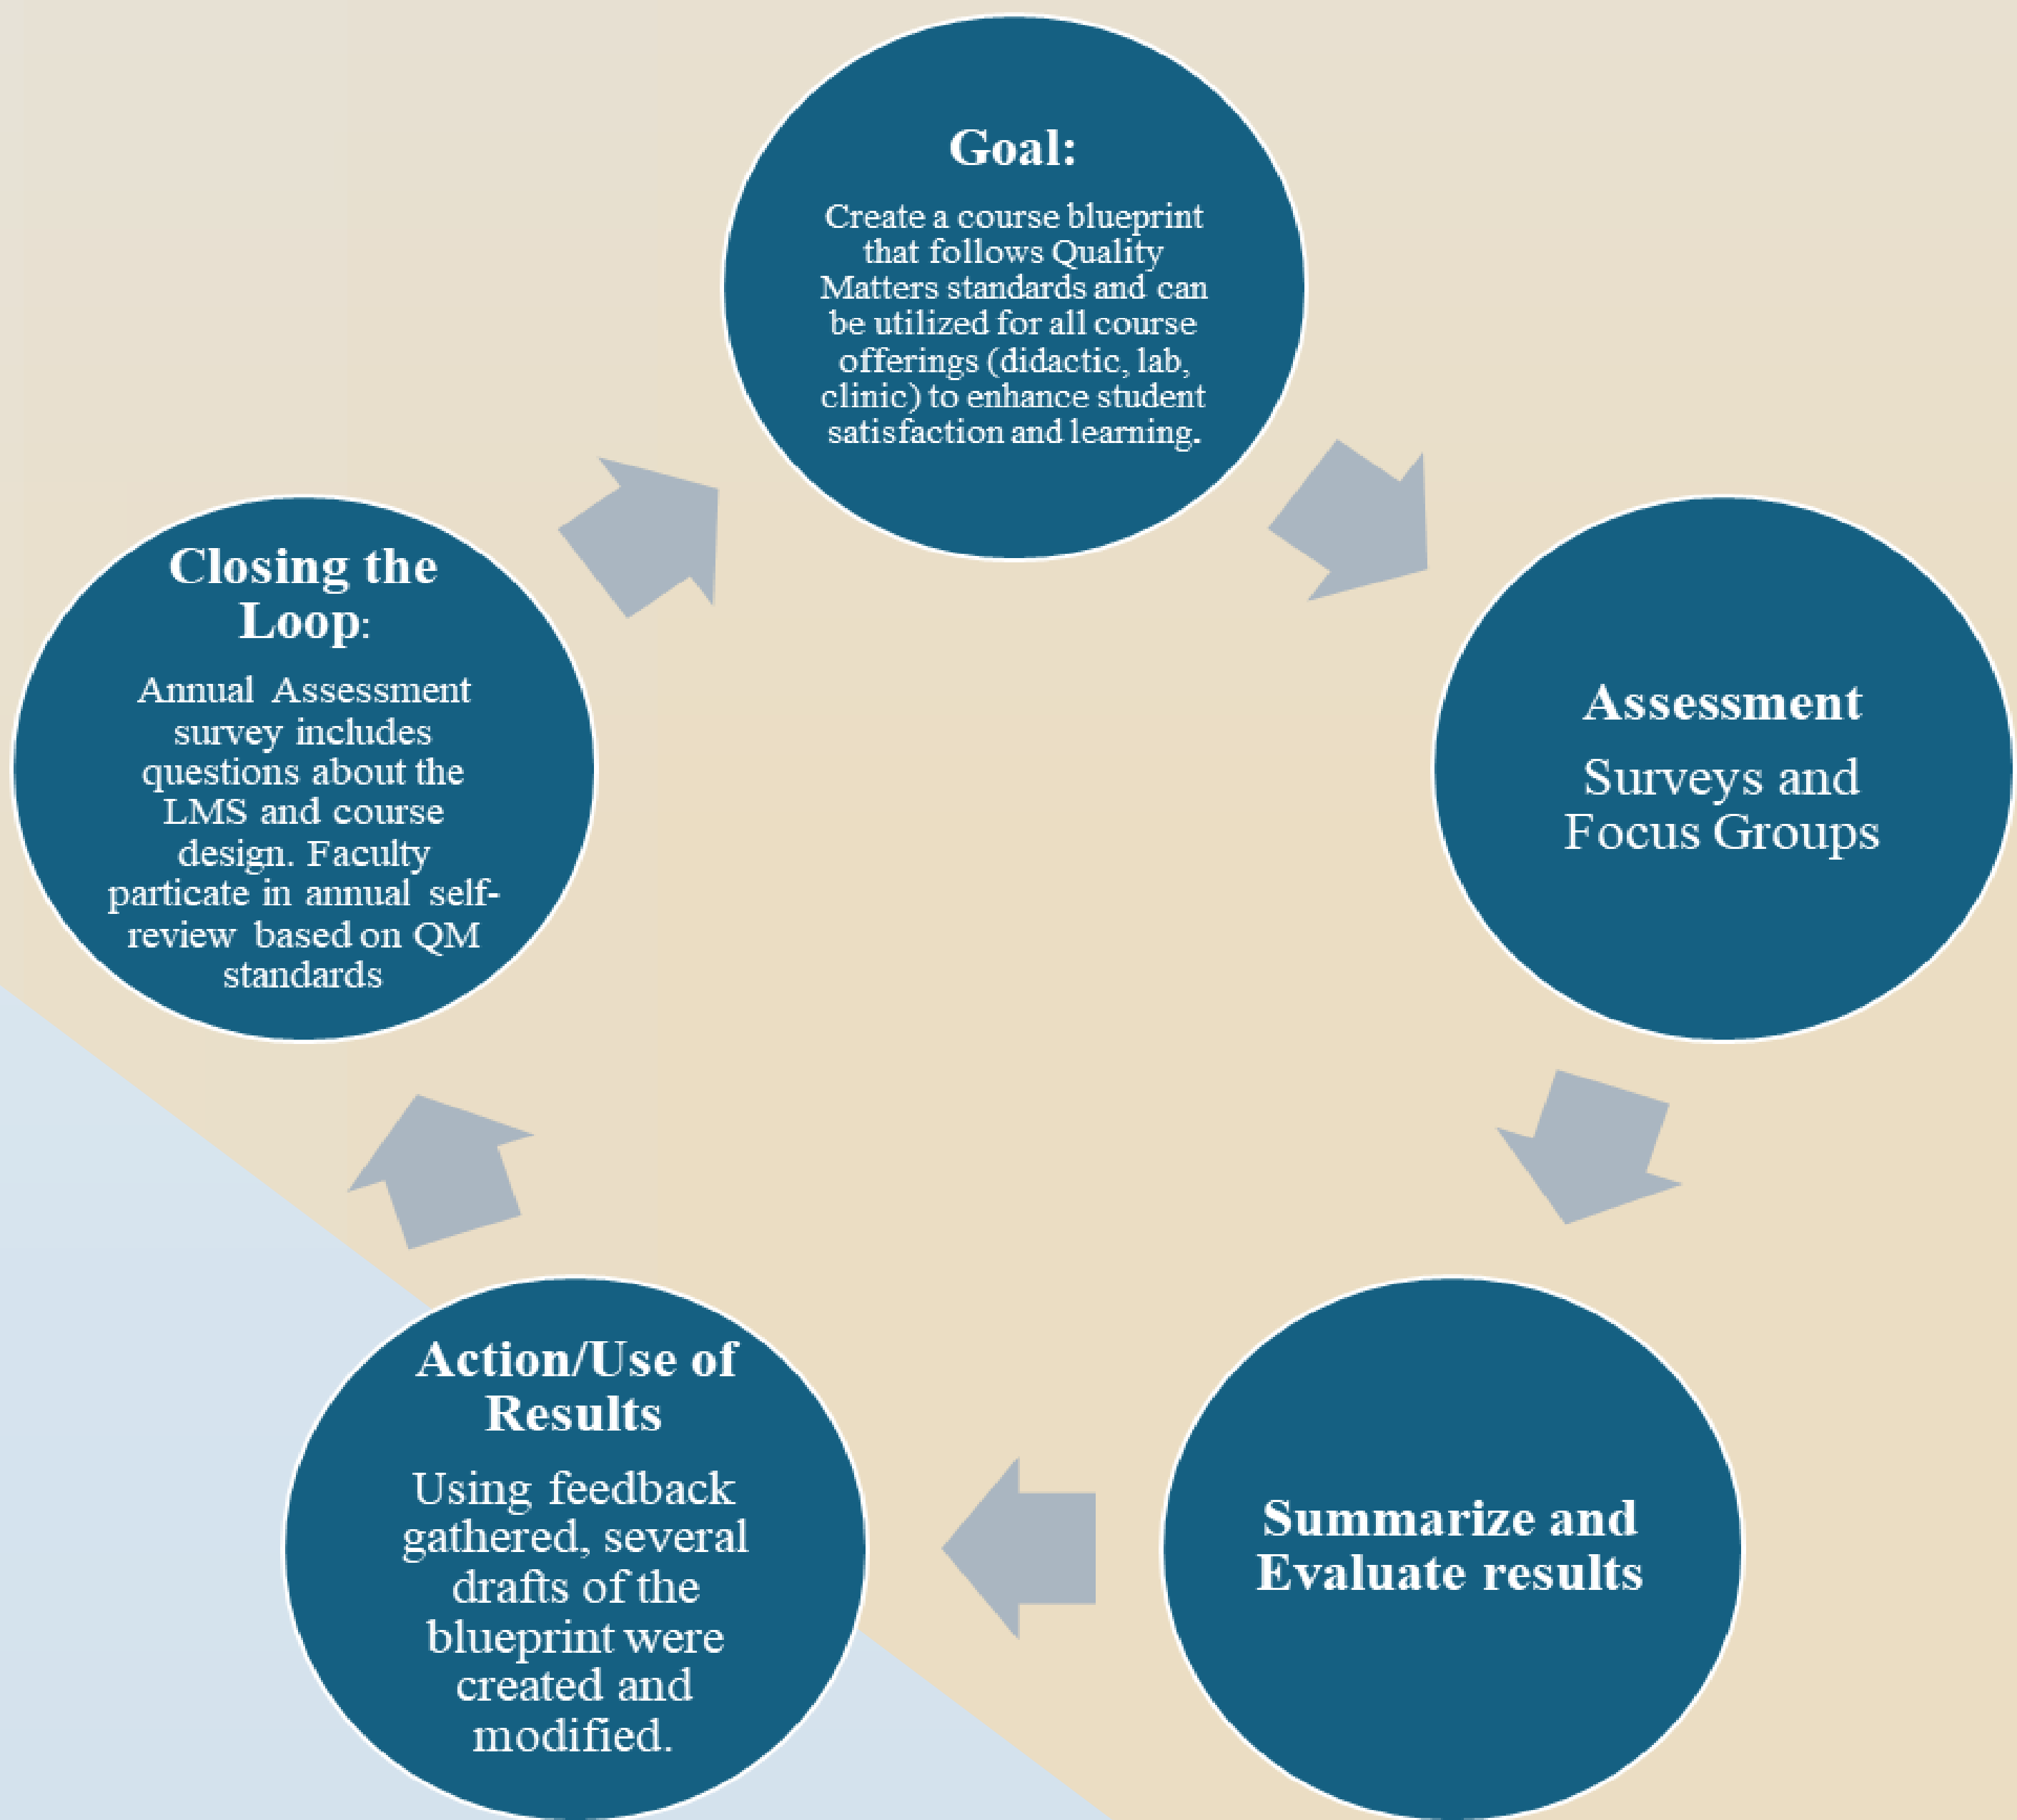 Goal:
Create a course blueprint
that follows Quality
Matters standards and can
be utilized for all course
offerings (didactic, lab,
clinic) to enhance student
satisfaction and learning.
Assessment
Surveys and
Focus Groups
Summarize and
Evaluate results
Action/Use of
Results
Using feedback
gathered, several
drafts of the
blueprint were
created and
modified.
Closing the
Loop:
Annual Assessment
survey includes
questions about the
LMS and course
design. Faculty
particate in annual self-
review based on QM
standards